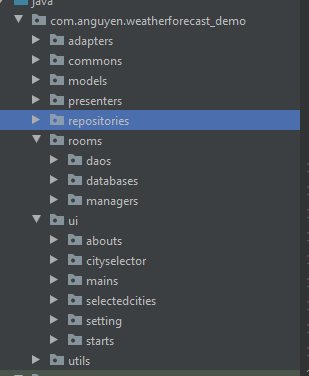 java
com.anguyen.weatherforecast_demo
adapters
commons
models
presenters
repositories
rooms
daos
databases
managers
ui
abouts
cityselector
mains
selectedcities
setting
starts
utils